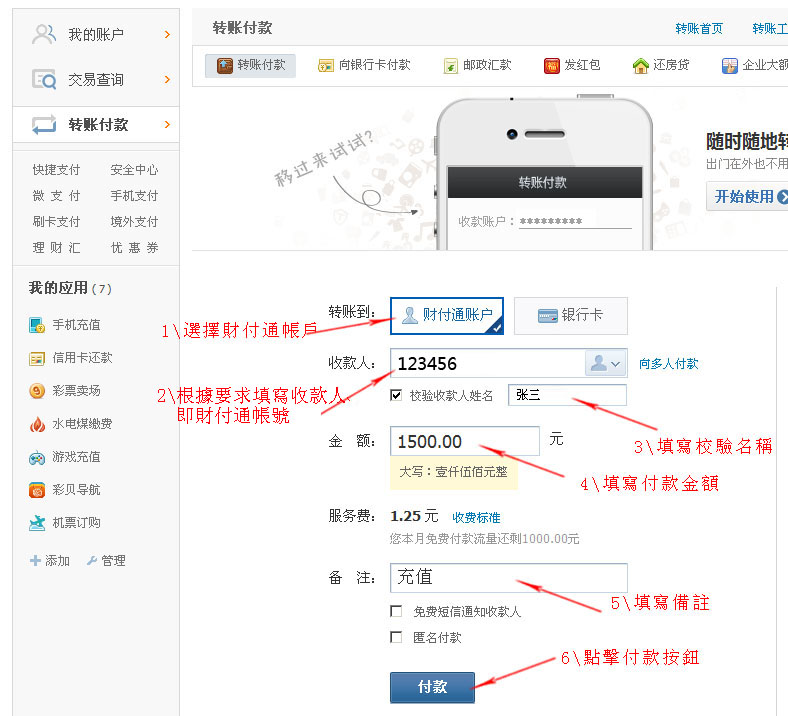 我的账户
交易查询
转账付款
快捷支付 安全中心
微 支 付 手机支付
刷卡支付 境外支付
理 财 汇 优 惠 券
我的应用 (7)
手机充值
信用卡还款
彩票卖场
水电煤缴费
游戏充值
彩贝导航
机票订购
添加 管理
转账付款 转账首页 转账工
转账付款 向银行卡付款 邮政汇款 发红包 还房贷 企业大额
移过来试试?
转账付款
收款账户：*********
随时随地转
出门在外也不用
开始使用
转账到： 财付通账户 银行卡
1\選擇財付通帳戶
收款人： 123456 向多人付款
2\根據要求填寫收款人、
即財付通帳號
校验收款人姓名 张三
3\填寫校驗名稱
金 额： 1500.00 元
大写：壹仟伍佰元整
4\填寫付款金額
服务费： 1.25 元 收费标准
您本月免费付款流量还剩1000.00元
备 注： 充值
5\填寫備註
免费短信通知收款人
匿名付款
6\點擊付款按鈕
付款